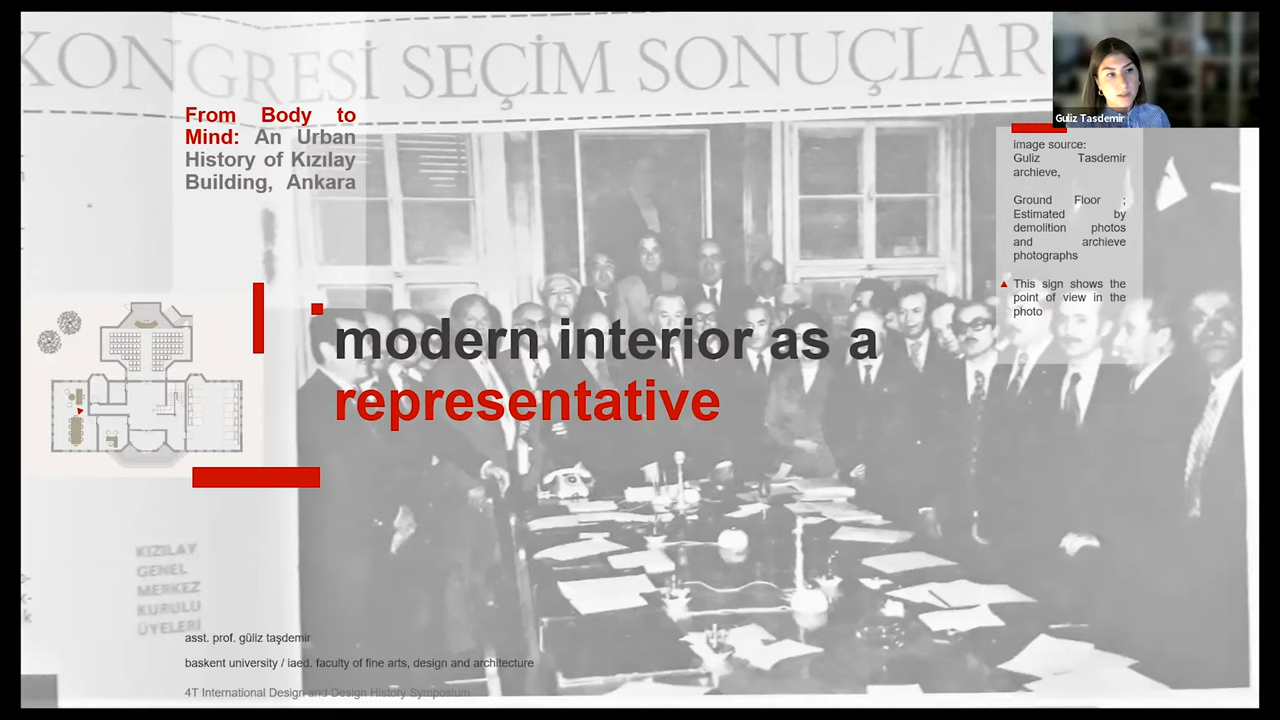 KONGRESİ SEÇİM SONUÇLAR
From Body to
Mind: An Urban
History of Kızılay
Building, Ankara
Guliz Tasdemir
image source:
Guliz Tasdemir
archieve,
Ground Floor ;
Estimated by
demolition photos
and archieve
photographs
This sign shows the
point of view in the
photo
modern interior as a
representative
KIZILAY
GENEL
MERKEZ
KURULU
ÜYELERİ
asst. prof. güliz taşdemir
baskent university / iaed. faculty of fine arts, design and architecture
4T International Design and Design History Symposium